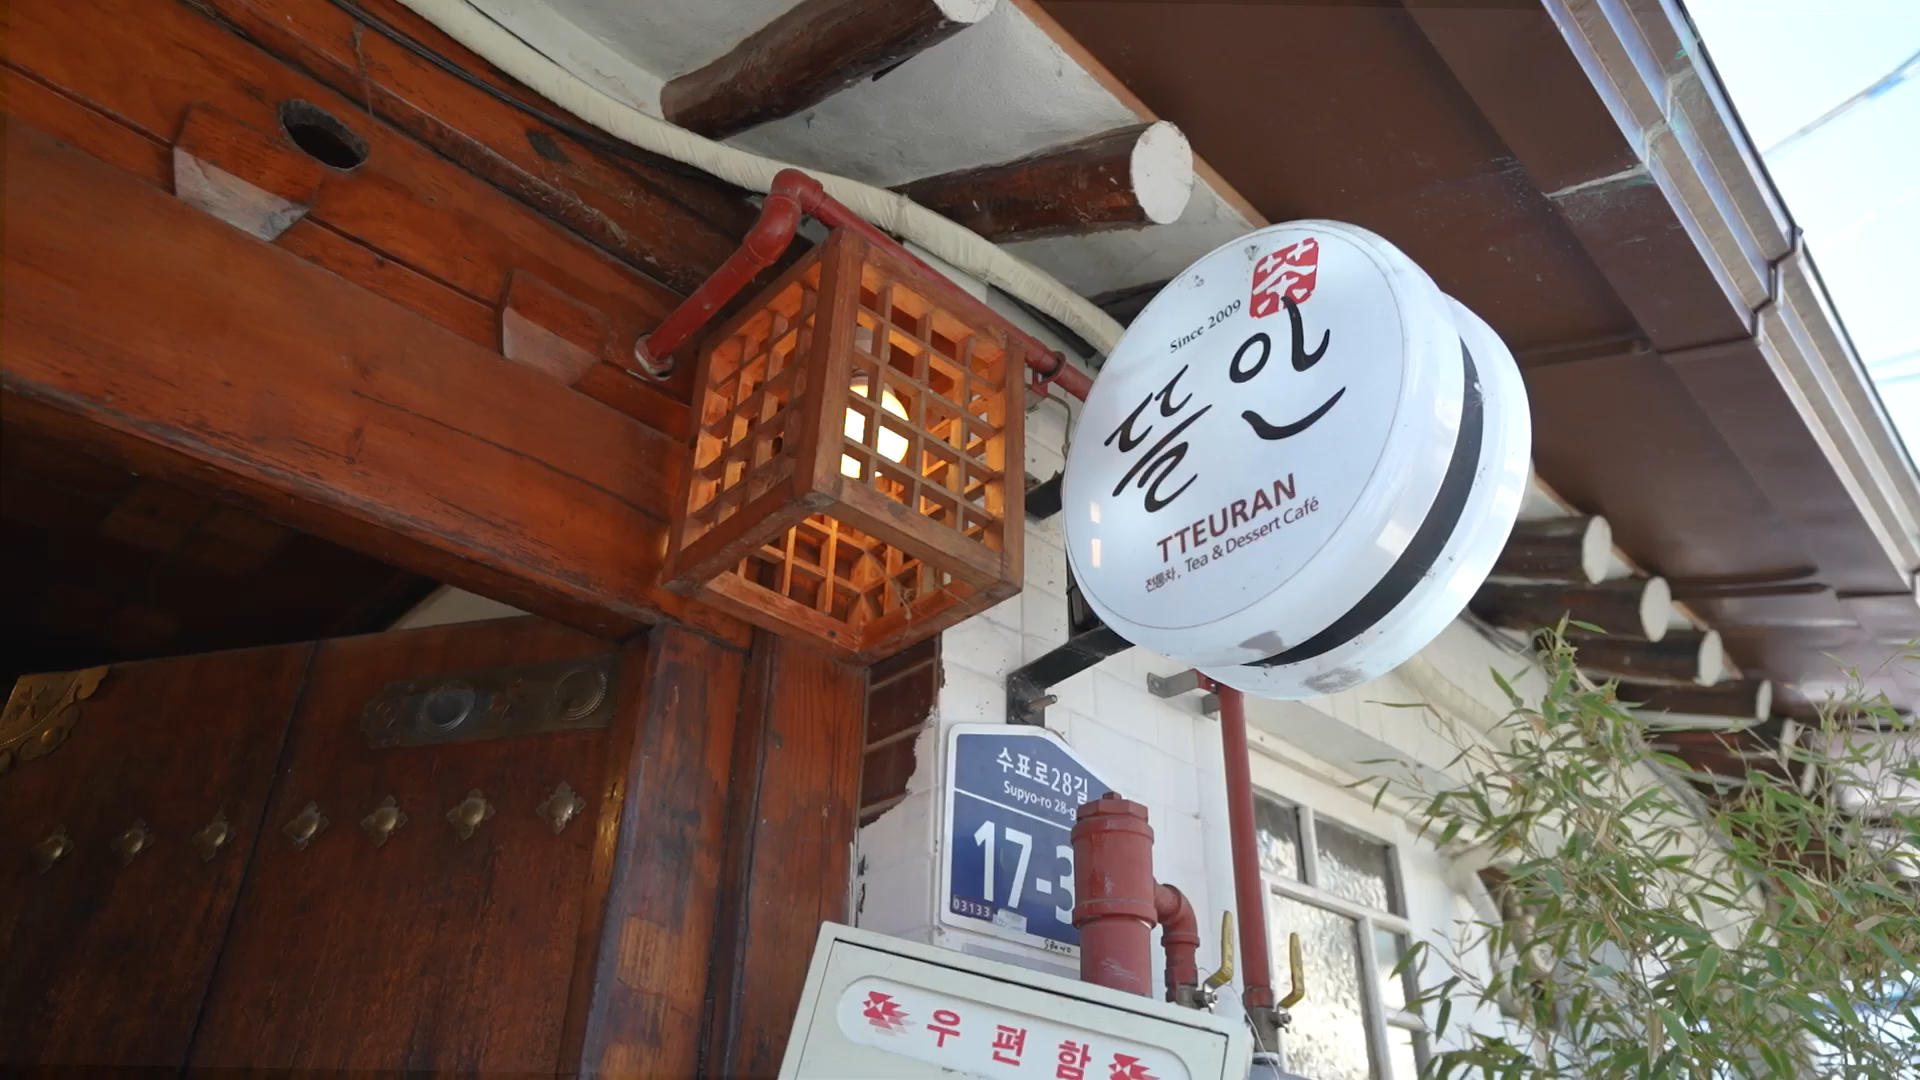 茶
Since 2009
뜰안
TTEURAN
전통차, Tea & Dessert Café
수표로28길
Supyo-ro 28-g
17-3
03133
우편함